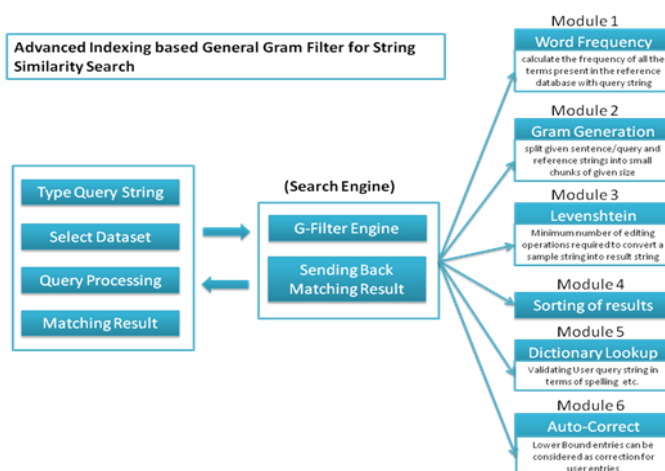 Advanced Indexing based General Gram Filter for String
Similarity Search
Type Query String
Select Dataset
Query Processing
Matching Result
(Search Engine)
G-Filter Engine
Sending Back
Matching Result
Module 1
Word Frequency
calculate the frequency of all the
terms present in the reference
database with query string
Module 2
Gram Generation
split given sentence/query and
reference strings into small
chunks of given size
Module 3
Levenshtein
Minimum number of editing
operations required to convert a
sample string into result string
Module 4
Sorting of results
Module 5
Dictionary Lookup
Validating User query string in
terms of spelling etc.
Module 6
Auto-Correct
Lower Bound entries can be
considered as correction for
user entries